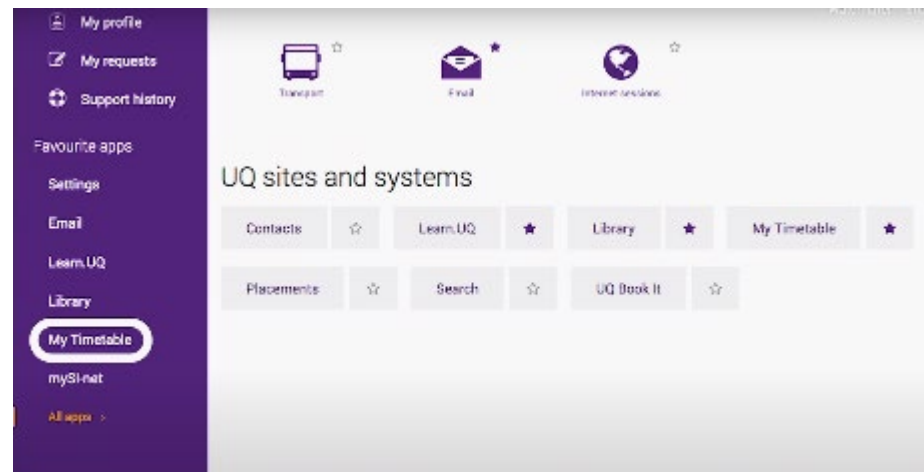 My profile
My requests
Support history
Favourite apps
Settings
Email
Learn.UQ
Library
My Timetable
mySI-net
All apps >
Transport
Email
Internet sessions
UQ sites and systems
Contacts
Learn.UQ
Library
My Timetable
Placements
Search
UQ Book It